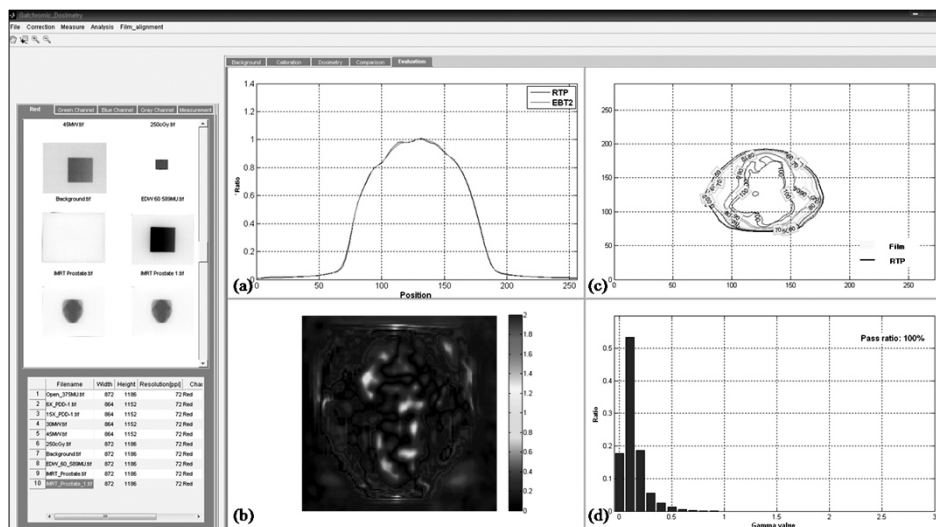 Gafchromic_Dosimetry
File Correction Measure Analysis Film_alignment
Background Calibration Dosimetry Comparison Evaluation
Red Green Channel Blue Channel Gray Channel Measurement
45MW.tif 250cGy.tif
Background.tif EDW 60 589MU.tif
IMRT Prostate.tif IMRT Prostate 1.tif
Filename Width Height Resolution[ppi] Cha
1 Open_375MU.tif 872 1186 72 Red
2 6X_PDD-1.tif 864 1152 72 Red
3 15X_PDD-1.tif 864 1152 72 Red
4 30MW.tif 864 1152 72 Red
5 45MW.tif 864 1152 72 Red
6 250cGy.tif 872 1186 72 Red
7 Background.tif 872 1186 72 Red
8 EDW_60_589MU.tif 872 1186 72 Red
9 IMRT_Prostate.tif 872 1186 72 Red
10 IMRT_Prostate_1.tif 872 1186 72 Red
1.4
1.2
1
0.8
0.6
0.4
0.2
0
Ratio
RTP
EBT2
(a)
0 50 100 150 200 250
Position
250
200
150
100
50
0
Film
RTP
(c)
0 50 100 150 200 250
2
1.8
1.6
1.4
1.2
1
0.8
0.6
0.4
0.2
0
(b)
0.5
0.4
0.3
0.2
0.1
0
Ratio
Pass ratio: 100%
(d)
0 0.5 1 1.5 2 2.5 3
Gamma value